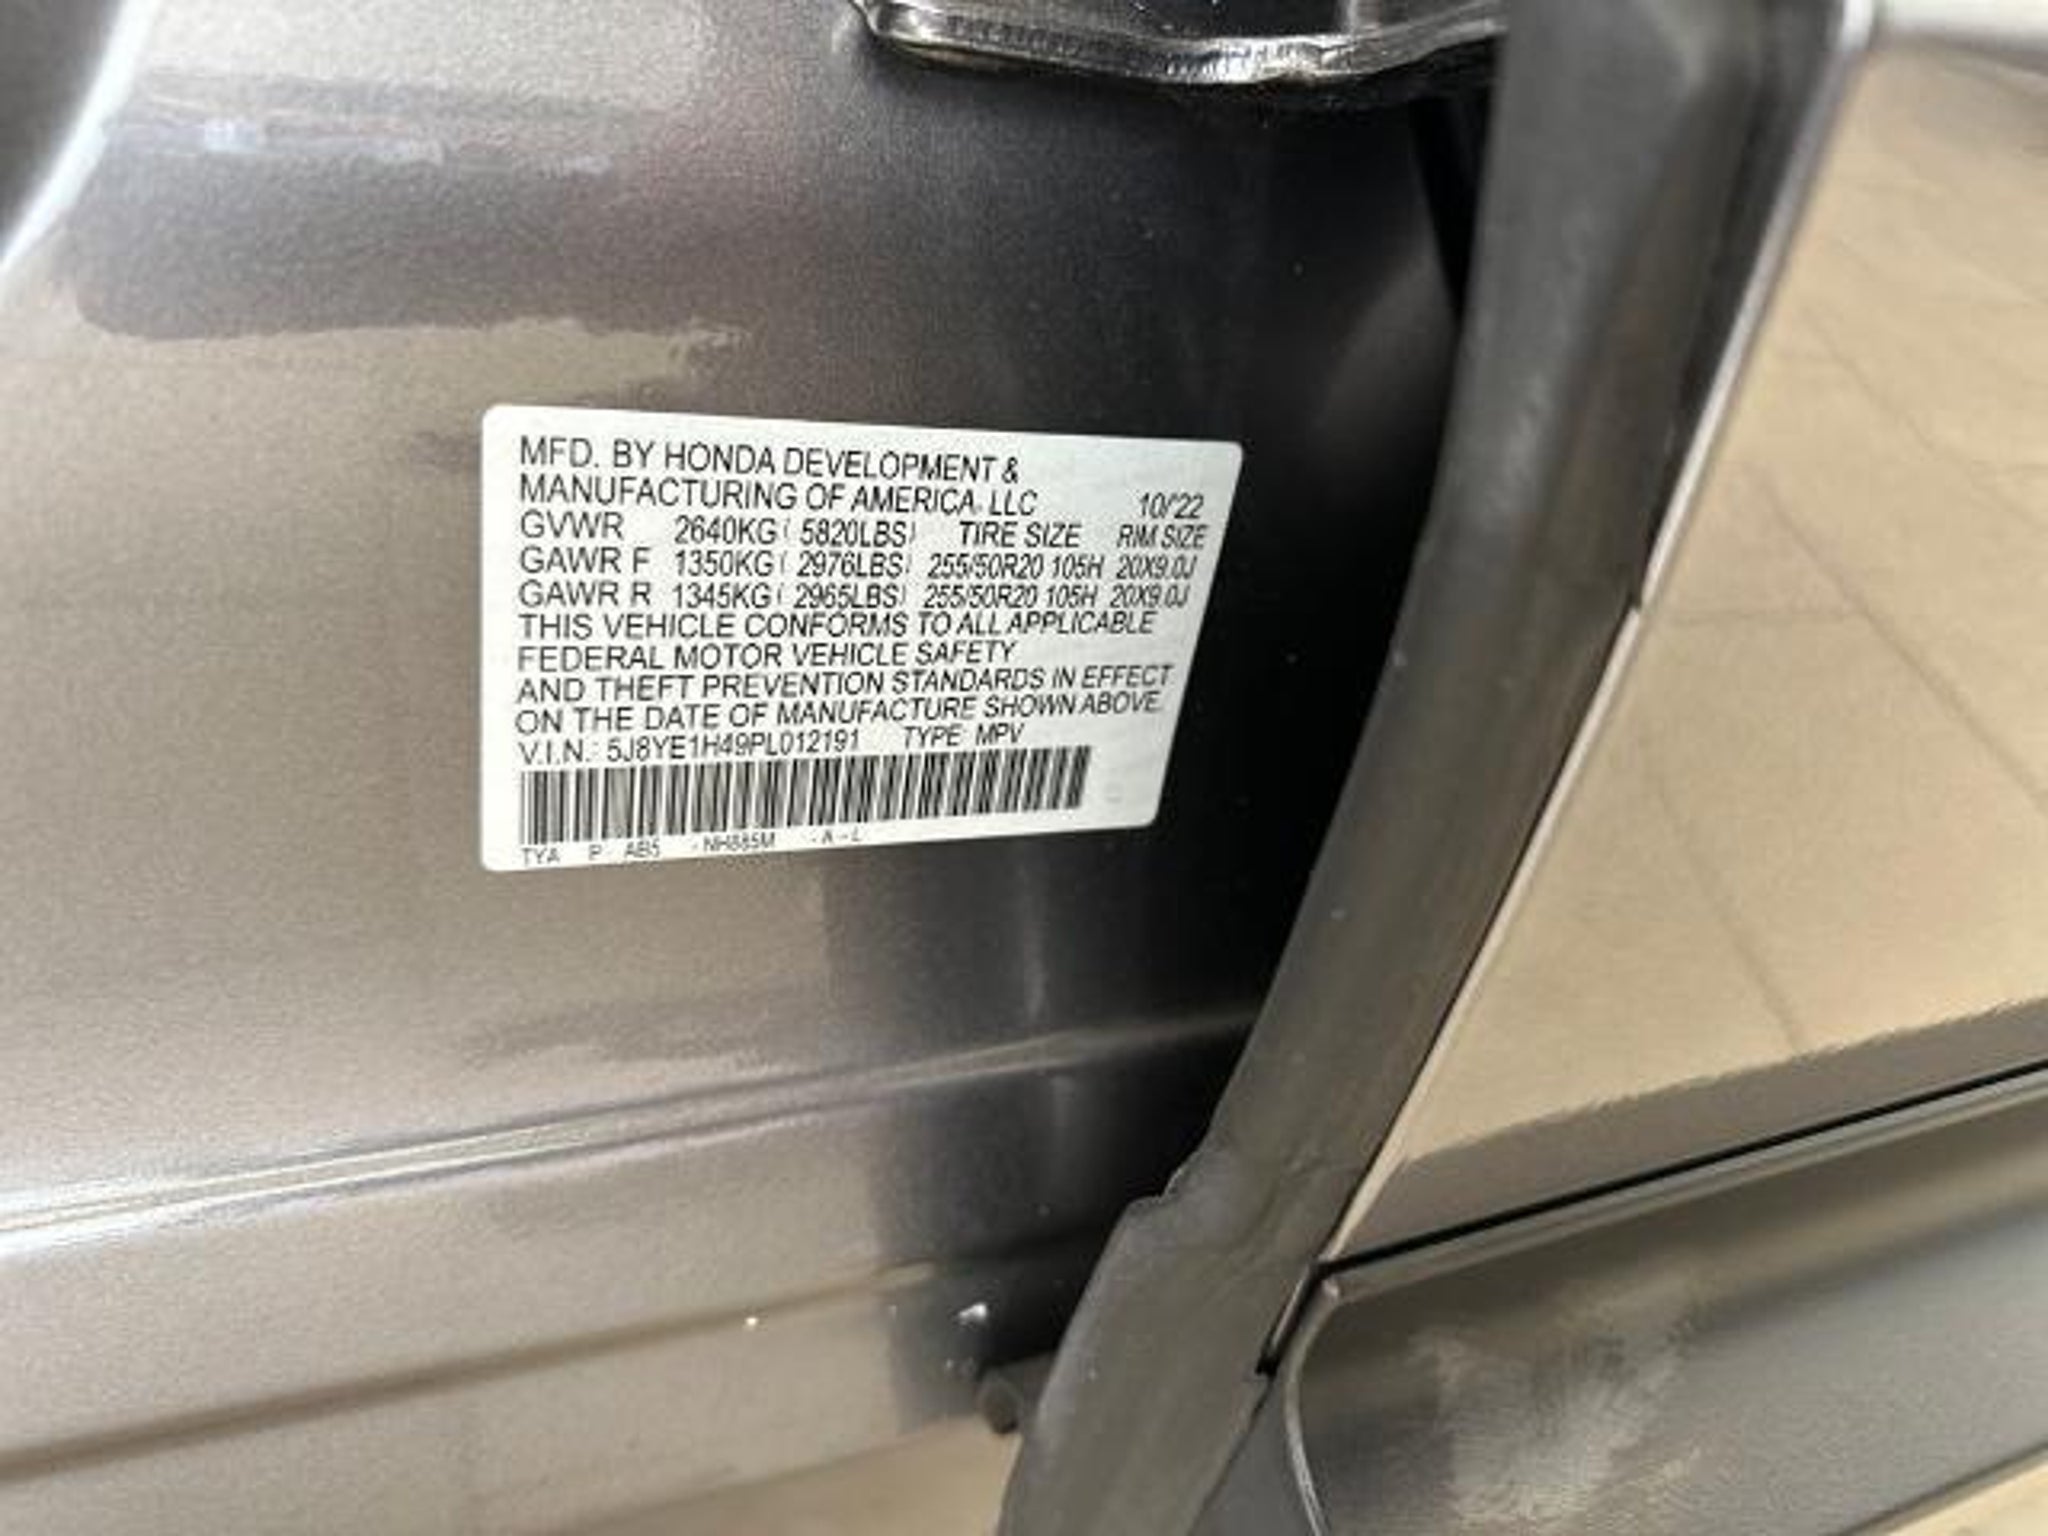 MFD. BY HONDA DEVELOPMENT &
MANUFACTURING OF AMERICA, LLC 10/'22
GVWR 2640KG ( 5820LBS) TIRE SIZE RIM SIZE
GAWR F 1350KG ( 2976LBS) 255/50R20 105H 20X9.0J
GAWR R 1345KG ( 2965LBS) 255/50R20 105H 20X9.0J
THIS VEHICLE CONFORMS TO ALL APPLICABLE
FEDERAL MOTOR VEHICLE SAFETY
AND THEFT PREVENTION STANDARDS IN EFFECT
ON THE DATE OF MANUFACTURE SHOWN ABOVE.
V.I.N.: 5J8YE1H49PL012191 TYPE MPV
TYA P AB5 - NH885M - A - L